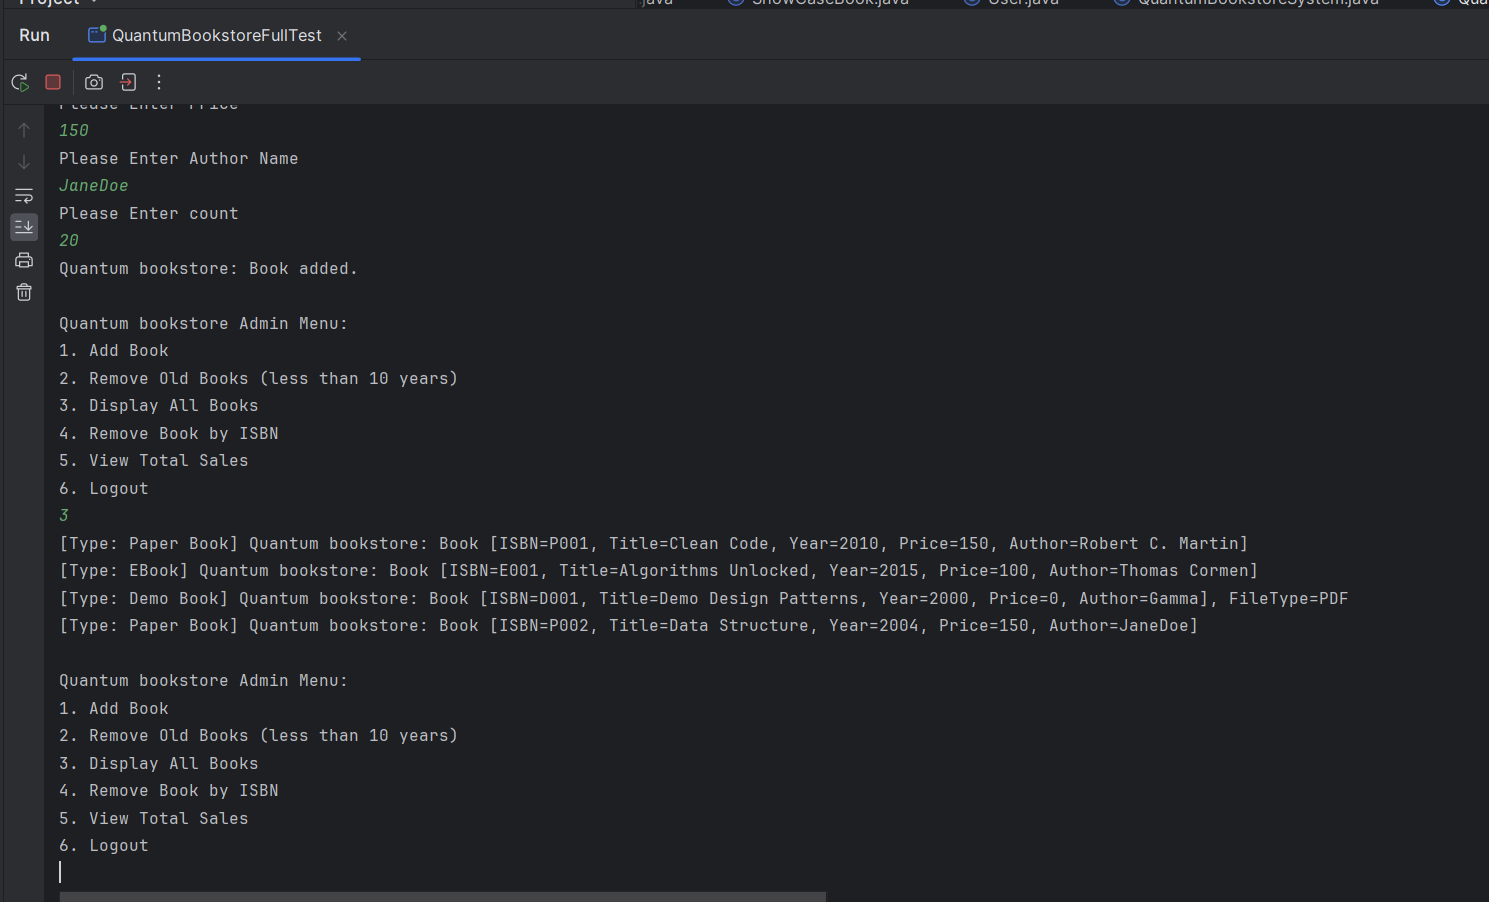 Project
.java
ShowCaseBook.java
User.java
QuantumBookstoreSystem.java
Qua
Run
QuantumBookstoreFullTest
Please Enter Price
150
Please Enter Author Name
JaneDoe
Please Enter count
20
Quantum bookstore: Book added.
Quantum bookstore Admin Menu:
1. Add Book
2. Remove Old Books (less than 10 years)
3. Display All Books
4. Remove Book by ISBN
5. View Total Sales
6. Logout
3
[Type: Paper Book] Quantum bookstore: Book [ISBN=P001, Title=Clean Code, Year=2010, Price=150, Author=Robert C. Martin]
[Type: EBook] Quantum bookstore: Book [ISBN=E001, Title=Algorithms Unlocked, Year=2015, Price=100, Author=Thomas Cormen]
[Type: Demo Book] Quantum bookstore: Book [ISBN=D001, Title=Demo Design Patterns, Year=2000, Price=0, Author=Gamma], FileType=PDF
[Type: Paper Book] Quantum bookstore: Book [ISBN=P002, Title=Data Structure, Year=2004, Price=150, Author=JaneDoe]
Quantum bookstore Admin Menu:
1. Add Book
2. Remove Old Books (less than 10 years)
3. Display All Books
4. Remove Book by ISBN
5. View Total Sales
6. Logout